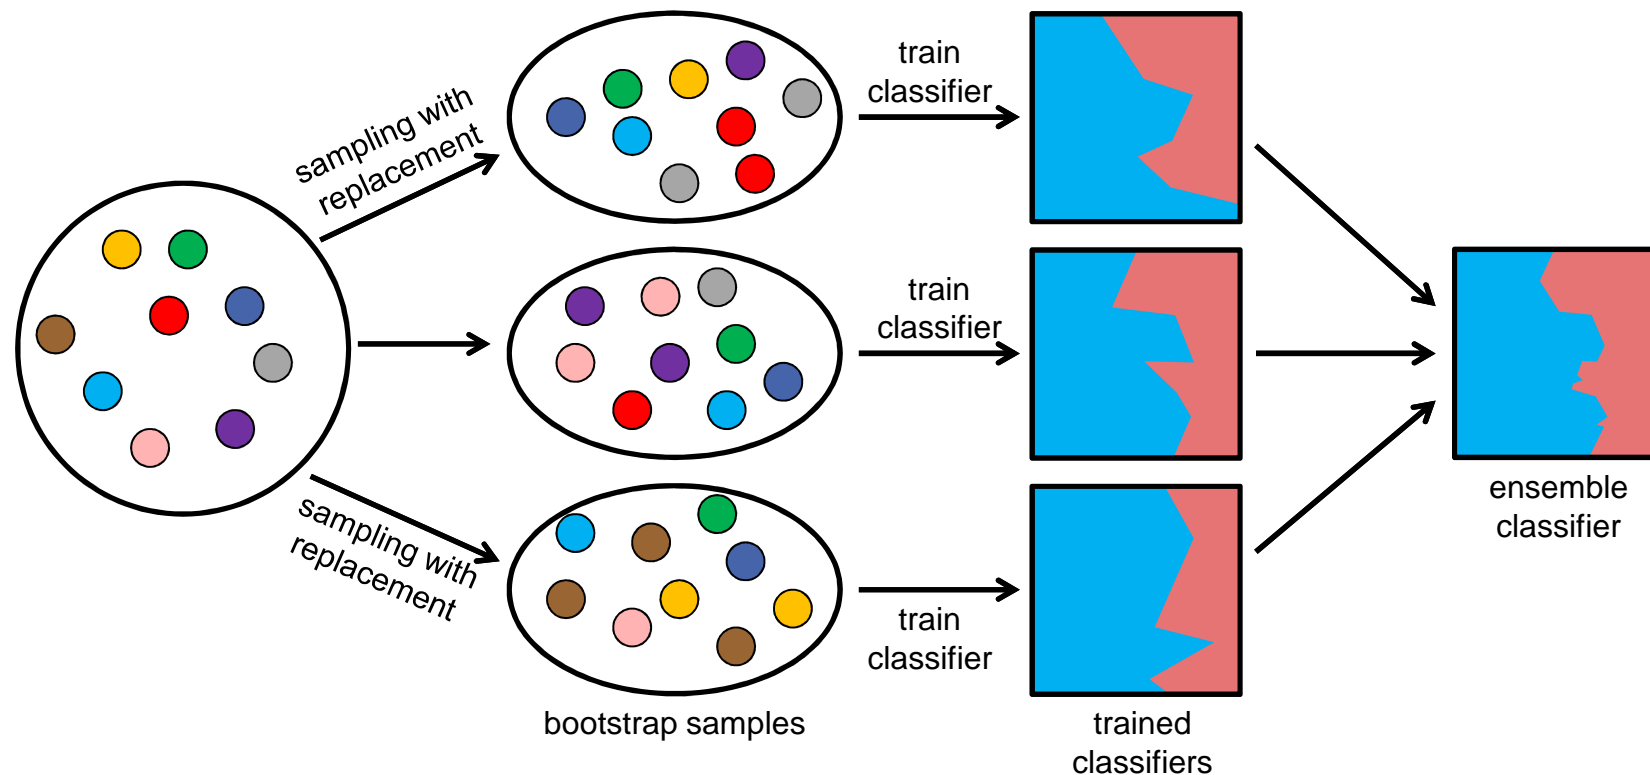 sampling with
replacement
train
classifier
train
classifier
sampling with
replacement
train
classifier
bootstrap samples
trained
classifiers
ensemble
classifier